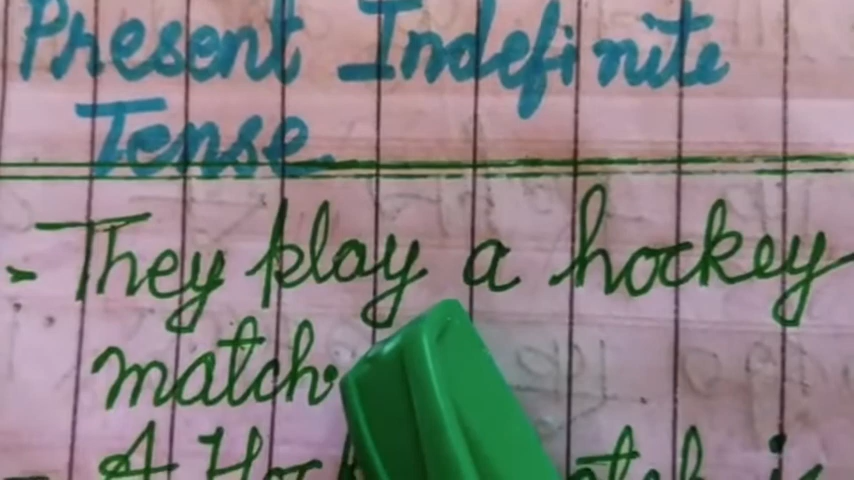 Present Indefinite
Tense
- They play a hockey
match.
- A